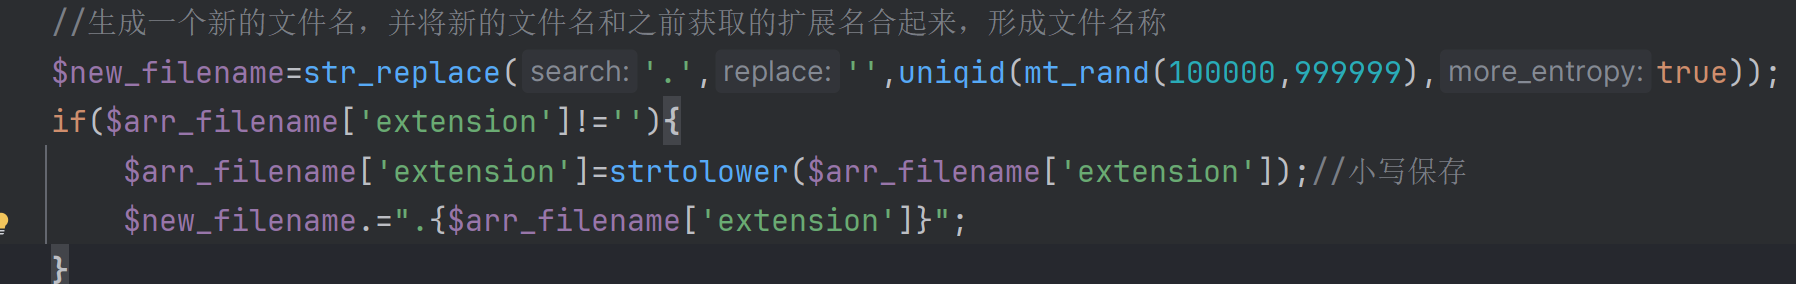 //生成一个新的文件名，并将新的文件名和之前获取的扩展名合起来，形成文件名称
$new_filename=str_replace( search: '.', replace: '',uniqid(mt_rand(100000,999999), more_entropy: true));
if($arr_filename['extension']!=''){
    $arr_filename['extension']=strtolower($arr_filename['extension']);//小写保存
    $new_filename.=".{$arr_filename['extension']}";
}